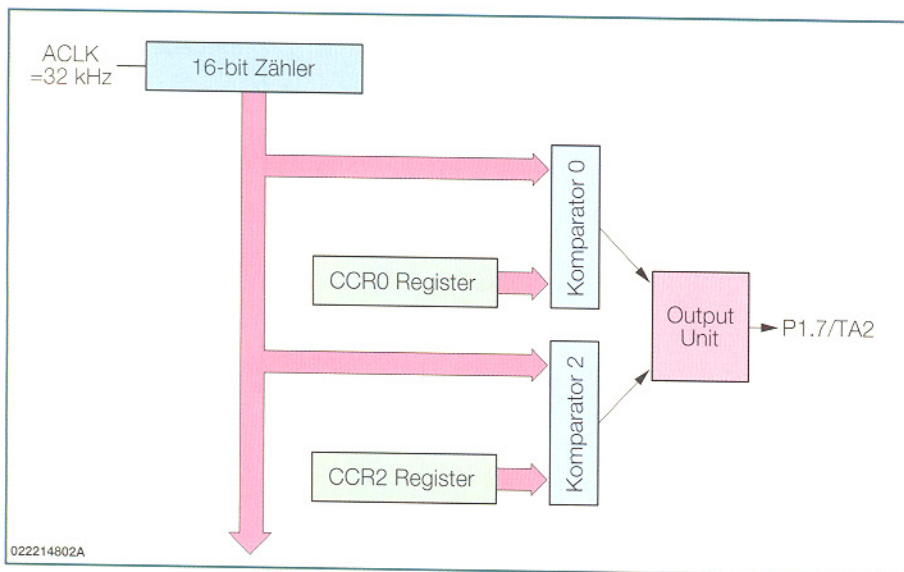 ACLK
=32 kHz
16-bit Zähler
Komparator 0
CCR0 Register
Output
Unit
P1.7/TA2
Komparator 2
CCR2 Register
022214802A